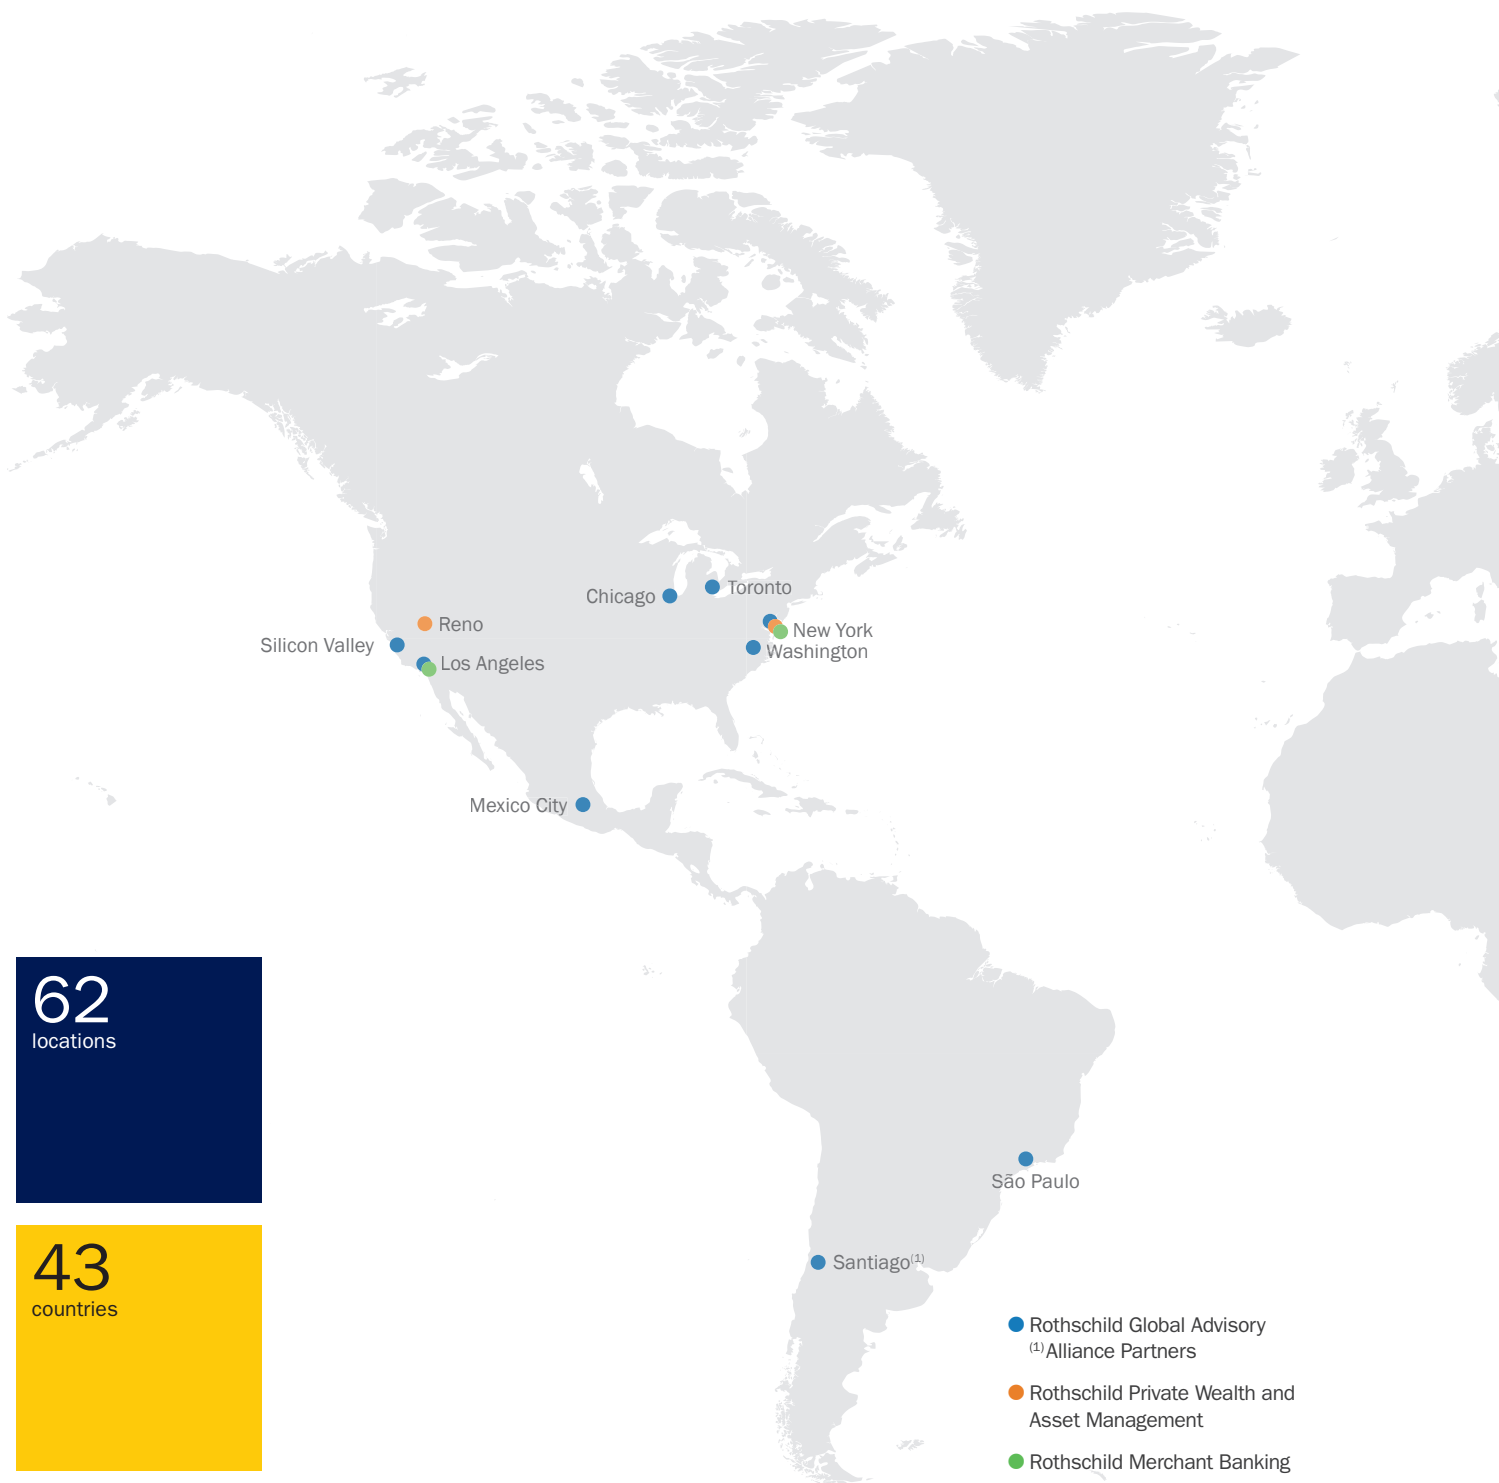 Chicago
Toronto
Reno
New York
Silicon Valley
Washington
Los Angeles
Mexico City
62
locations
São Paulo
43
countries
Santiago(1)
Rothschild Global Advisory
(1)Alliance Partners
Rothschild Private Wealth and
Asset Management
Rothschild Merchant Banking